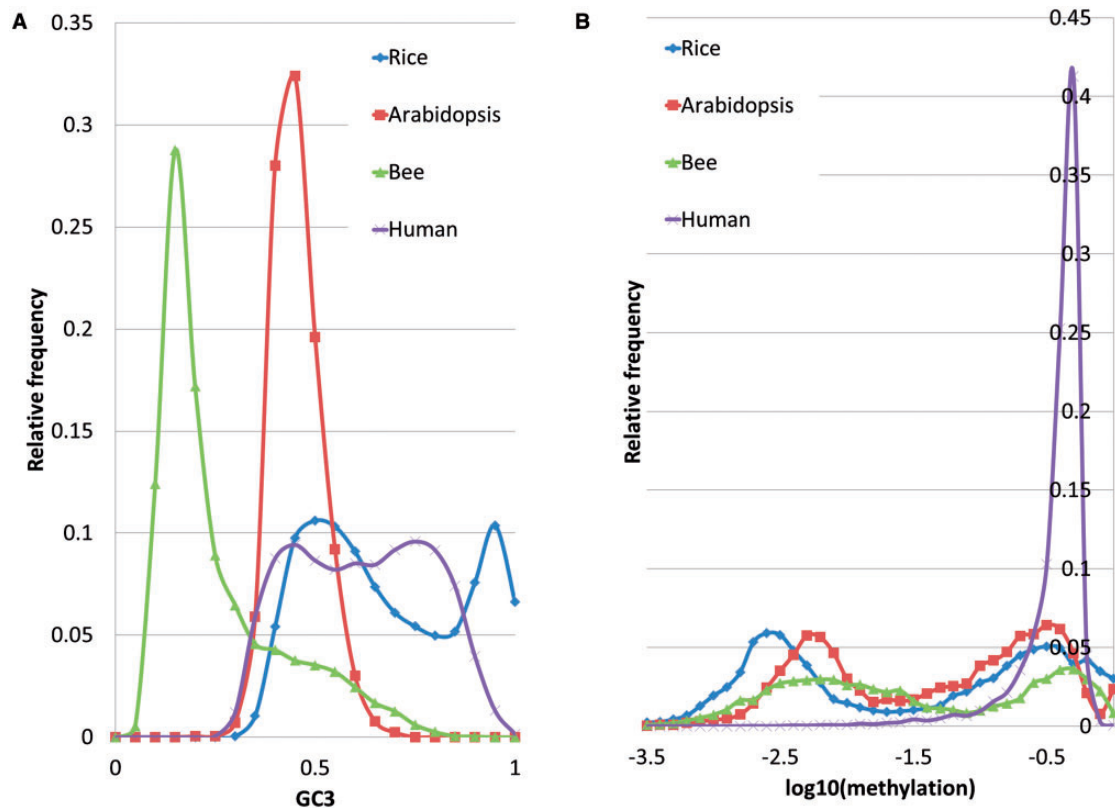 A
0.35
0.3
0.25
0.2
0.15
0.1
0.05
0
0
0.5
1
Relative frequency
GC3
Rice
Arabidopsis
Bee
Human
B
0.45
0.4
0.35
0.3
0.25
0.2
0.15
0.1
0.05
0
-3.5
-2.5
-1.5
-0.5
Relative frequency
log10(methylation)
Rice
Arabidopsis
Bee
Human